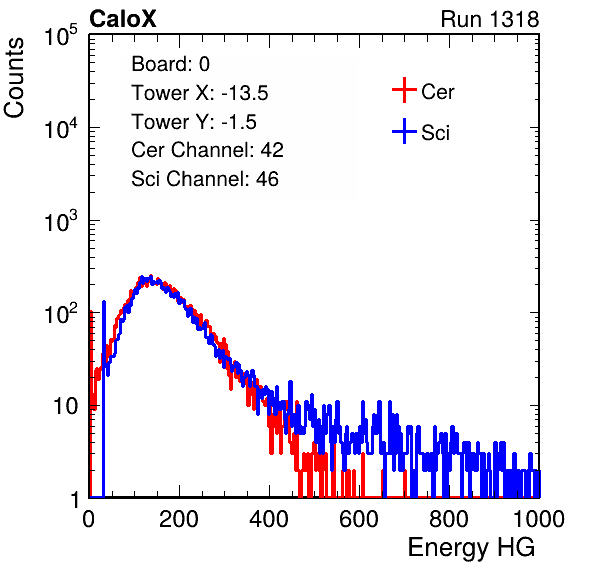 CaloX Run 1318
Counts
Board: 0
Tower X: -13.5
Tower Y: -1.5
Cer Channel: 42
Sci Channel: 46
Cer
Sci
10^5
10^4
10^3
10^2
10
1
0 200 400 600 800 1000
Energy HG